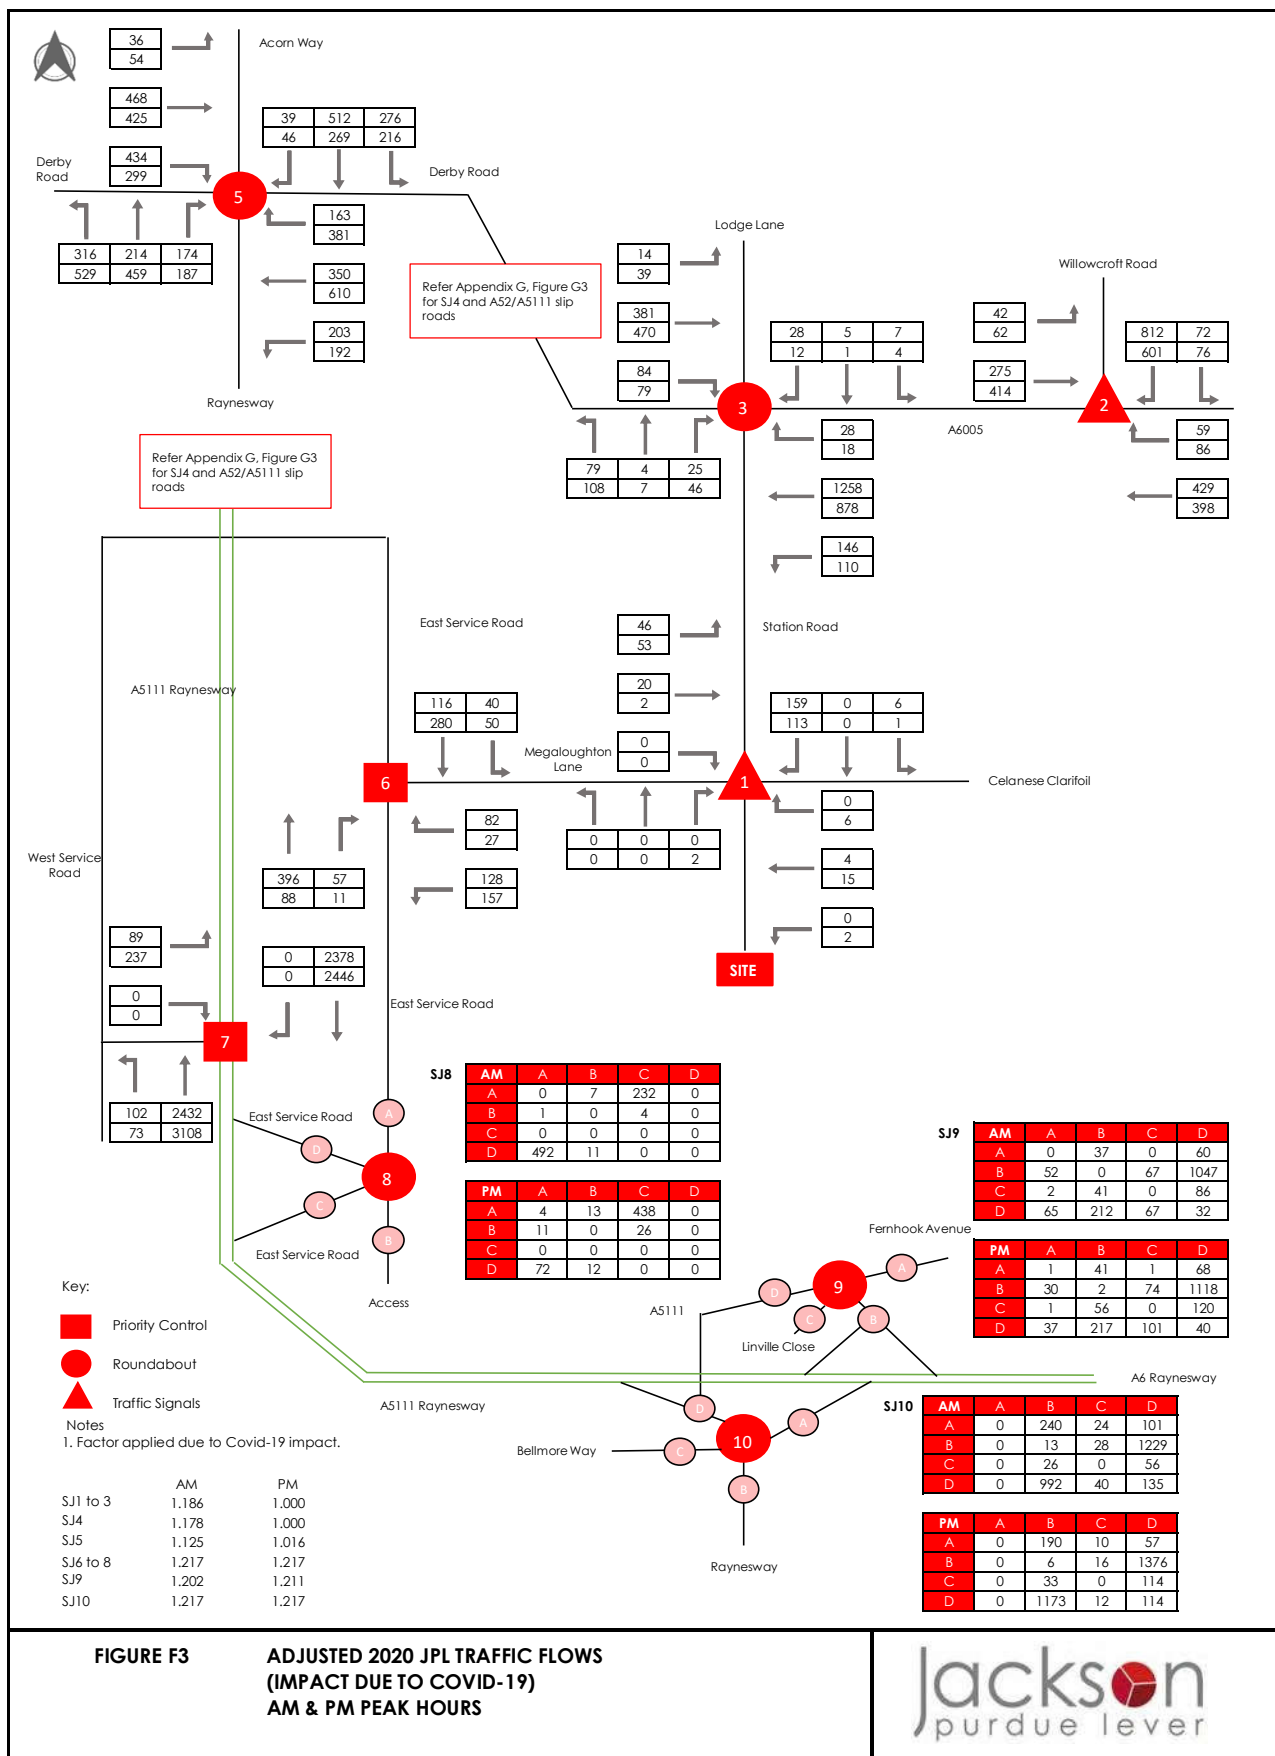 36
54
Acorn Way
468
425
39 512 276
46 269 216
Derby
Road
434
299
Derby Road
5
163
381
316 214 174
529 459 187
350
610
203
192
Raynesway
Refer Appendix G, Figure G3
for SJ4 and A52/A5111 slip
roads
Lodge Lane
14
39
381
470
84
79
28 5 7
12 1 4
Willowcroft Road
42
62
275
414
812 72
601 76
3
2
A6005
28
18
59
86
79 4 25
108 7 46
1258
878
429
398
146
110
Refer Appendix G, Figure G3
for SJ4 and A52/A5111 slip
roads
East Service Road
46
53
Station Road
A5111 Raynesway
20
2
116 40
280 50
159 0 6
113 0 1
Megaloughton
Lane
0
0
6
1
Celanese Clarifoil
82
27
0
6
0 0 0
0 0 2
West Service
Road
396 57
88 11
128
157
4
15
0
2
89
237
0 2378
0 2446
SITE
0
0
East Service Road
7
102 2432
73 3108
East Service Road
A
D
8
C
B
East Service Road
Access
SJ8
AM A B C D
A 0 7 232 0
B 1 0 4 0
C 0 0 0 0
D 492 11 0 0
PM A B C D
A 4 13 438 0
B 11 0 26 0
C 0 0 0 0
D 72 12 0 0
SJ9
AM A B C D
A 0 37 0 60
B 52 0 67 1047
C 2 41 0 86
D 65 212 67 32
PM A B C D
A 1 41 1 68
B 30 2 74 1118
C 1 56 0 120
D 37 217 101 40
Fernhook Avenue
A
9
D
C
B
A5111
Linville Close
A6 Raynesway
A5111 Raynesway
D
A
10
C
B
Bellmore Way
Raynesway
SJ10
AM A B C D
A 0 240 24 101
B 0 13 28 1229
C 0 26 0 56
D 0 992 40 135
PM A B C D
A 0 190 10 57
B 0 6 16 1376
C 0 33 0 114
D 0 1173 12 114
Key:
Priority Control
Roundabout
Traffic Signals
Notes
1. Factor applied due to Covid-19 impact.
AM PM
SJ1 to 3 1.186 1.000
SJ4 1.178 1.000
SJ5 1.125 1.016
SJ6 to 8 1.217 1.217
SJ9 1.202 1.211
SJ10 1.217 1.217
FIGURE F3
ADJUSTED 2020 JPL TRAFFIC FLOWS
(IMPACT DUE TO COVID-19)
AM & PM PEAK HOURS
jackson
purdue lever